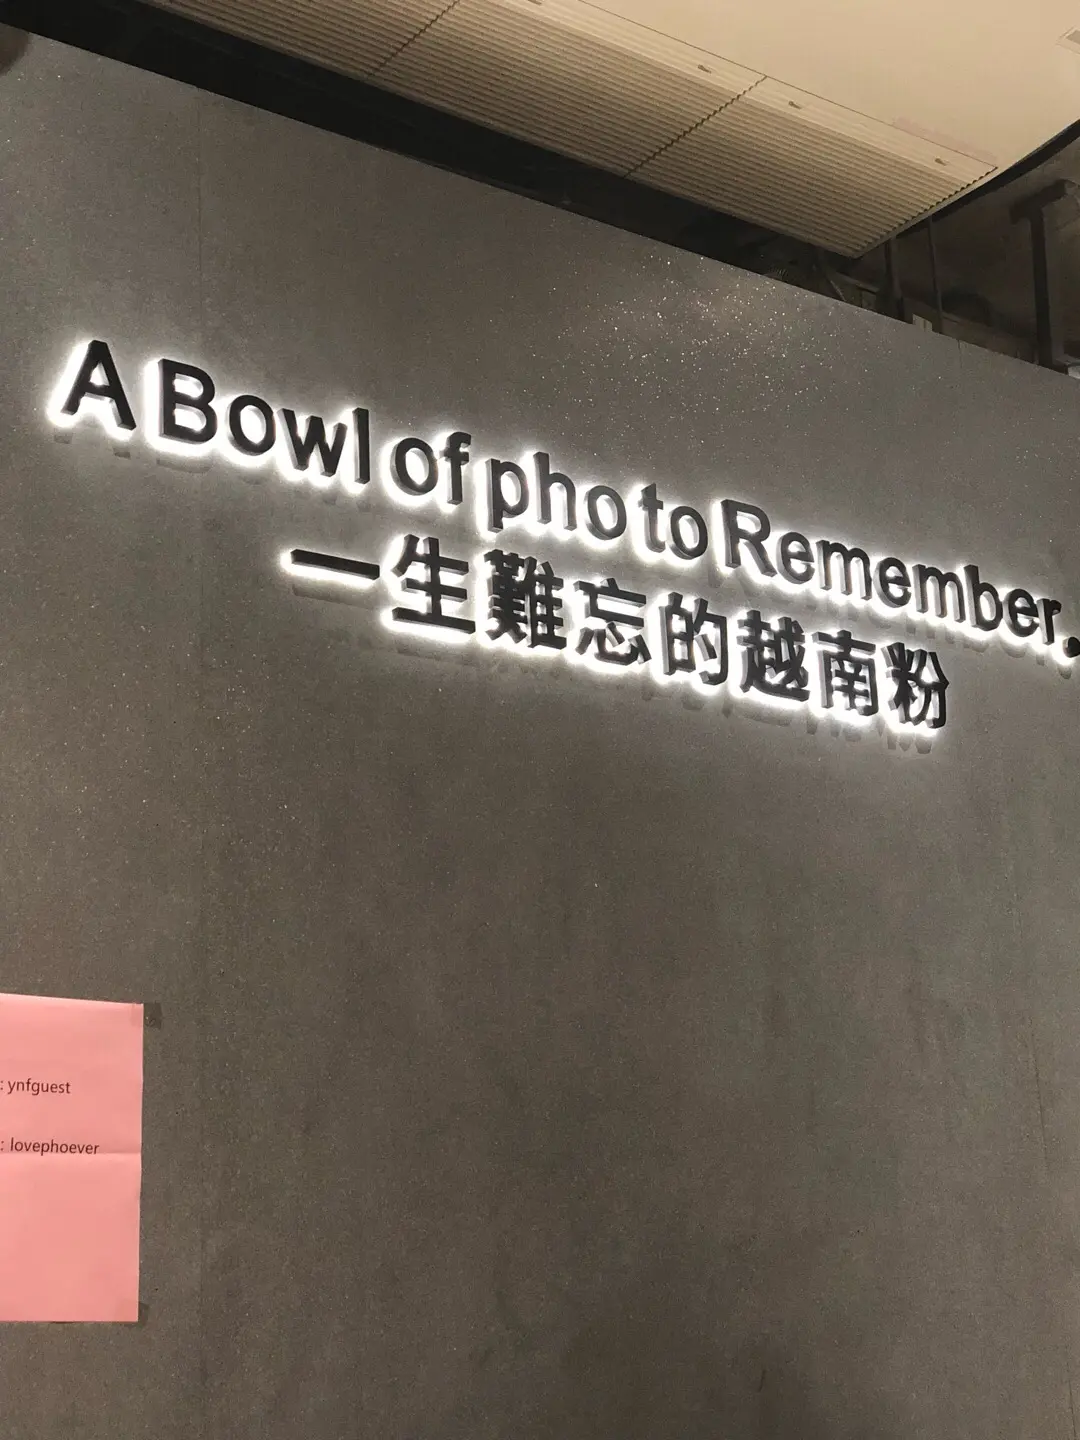 A Bowl of pho to Remember.
一生難忘的越南粉
: ynfguest
: lovephoever